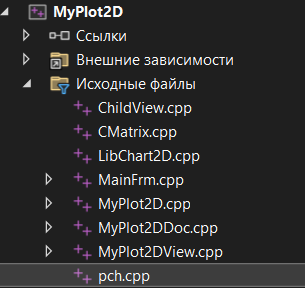 MyPlot2D
Ссылки
Внешние зависимости
Исходные файлы
ChildView.cpp
CMatrix.cpp
LibChart2D.cpp
MainFrm.cpp
MyPlot2D.cpp
MyPlot2DDoc.cpp
MyPlot2DView.cpp
pch.cpp